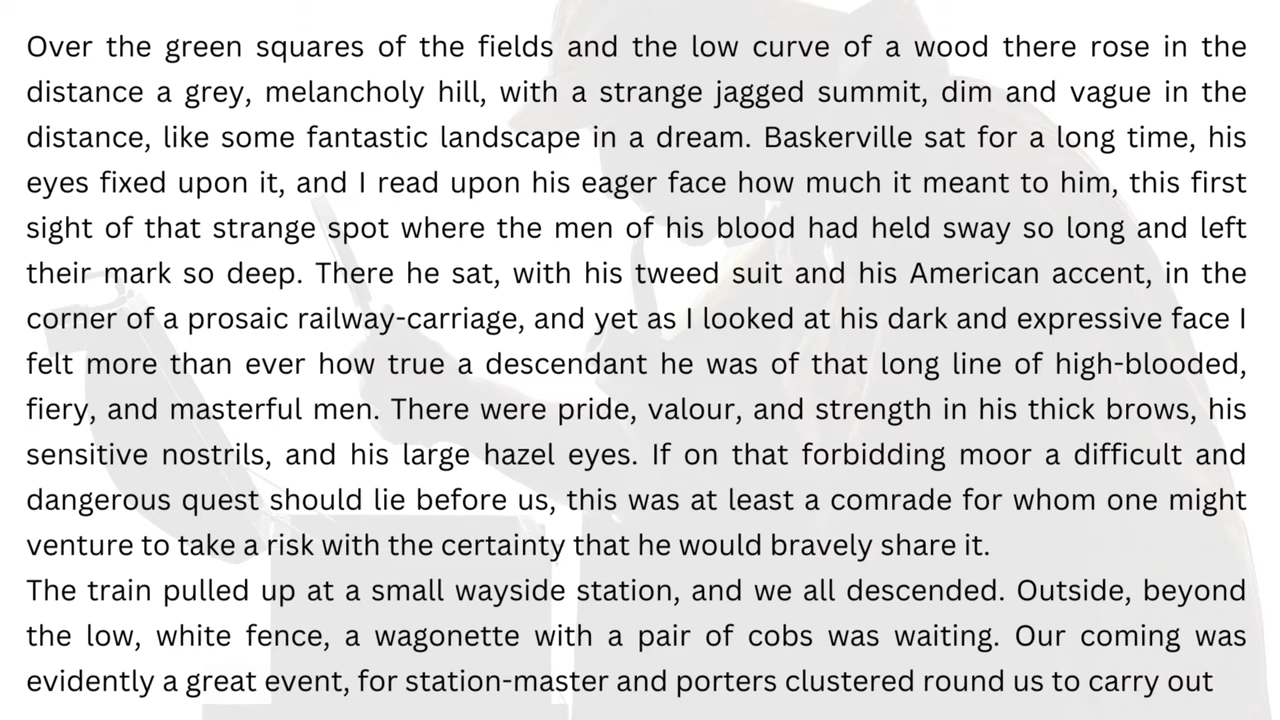 Over the green squares of the fields and the low curve of a wood there rose in the
distance a grey, melancholy hill, with a strange jagged summit, dim and vague in the
distance, like some fantastic landscape in a dream. Baskerville sat for a long time, his
eyes fixed upon it, and I read upon his eager face how much it meant to him, this first
sight of that strange spot where the men of his blood had held sway so long and left
their mark so deep. There he sat, with his tweed suit and his American accent, in the
corner of a prosaic railway-carriage, and yet as I looked at his dark and expressive face I
felt more than ever how true a descendant he was of that long line of high-blooded,
fiery, and masterful men. There were pride, valour, and strength in his thick brows, his
sensitive nostrils, and his large hazel eyes. If on that forbidding moor a difficult and
dangerous quest should lie before us, this was at least a comrade for whom one might
venture to take a risk with the certainty that he would bravely share it.
The train pulled up at a small wayside station, and we all descended. Outside, beyond
the low, white fence, a wagonette with a pair of cobs was waiting. Our coming was
evidently a great event, for station-master and porters clustered round us to carry out